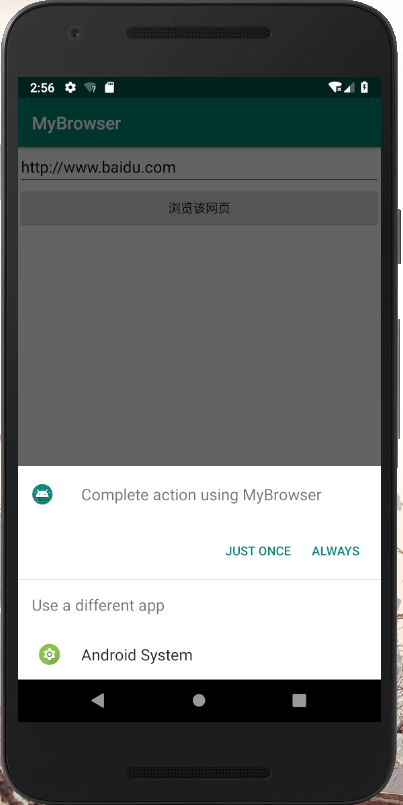 2:56
MyBrowser
http://www.baidu.com
浏览该网页
Complete action using MyBrowser
JUST ONCE ALWAYS
Use a different app
Android System